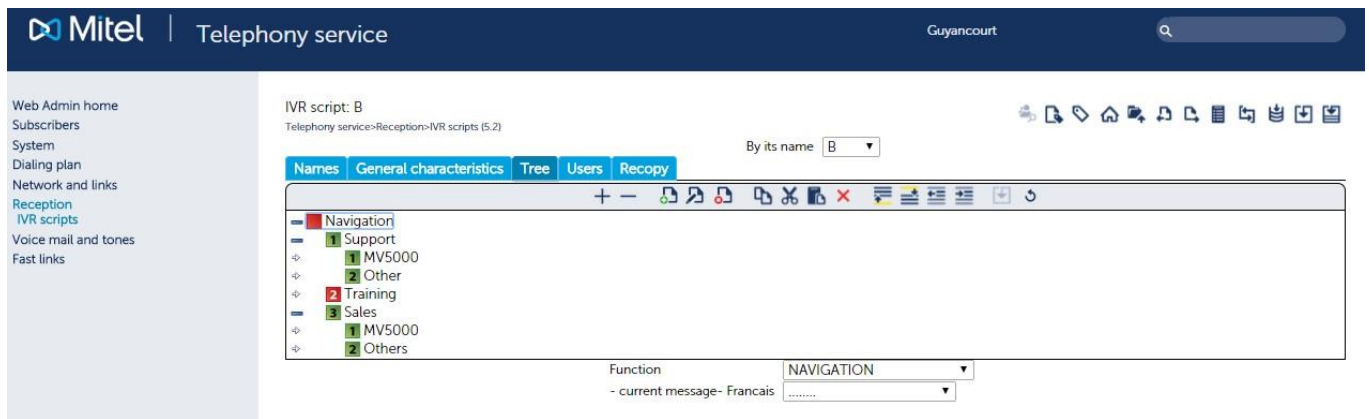 Mitel | Telephony service
Guyancourt
Web Admin home
Subscribers
System
Dialing plan
Network and links
Reception
IVR scripts
Voice mail and tones
Fast links
IVR script: B
Telephony service>Reception>IVR scripts (5.2)
By its name B
Names General characteristics Tree Users Recopy
Navigation
1 Support
1 MV5000
2 Other
2 Training
3 Sales
1 MV5000
2 Others
Function NAVIGATION
- current message- Francais ........